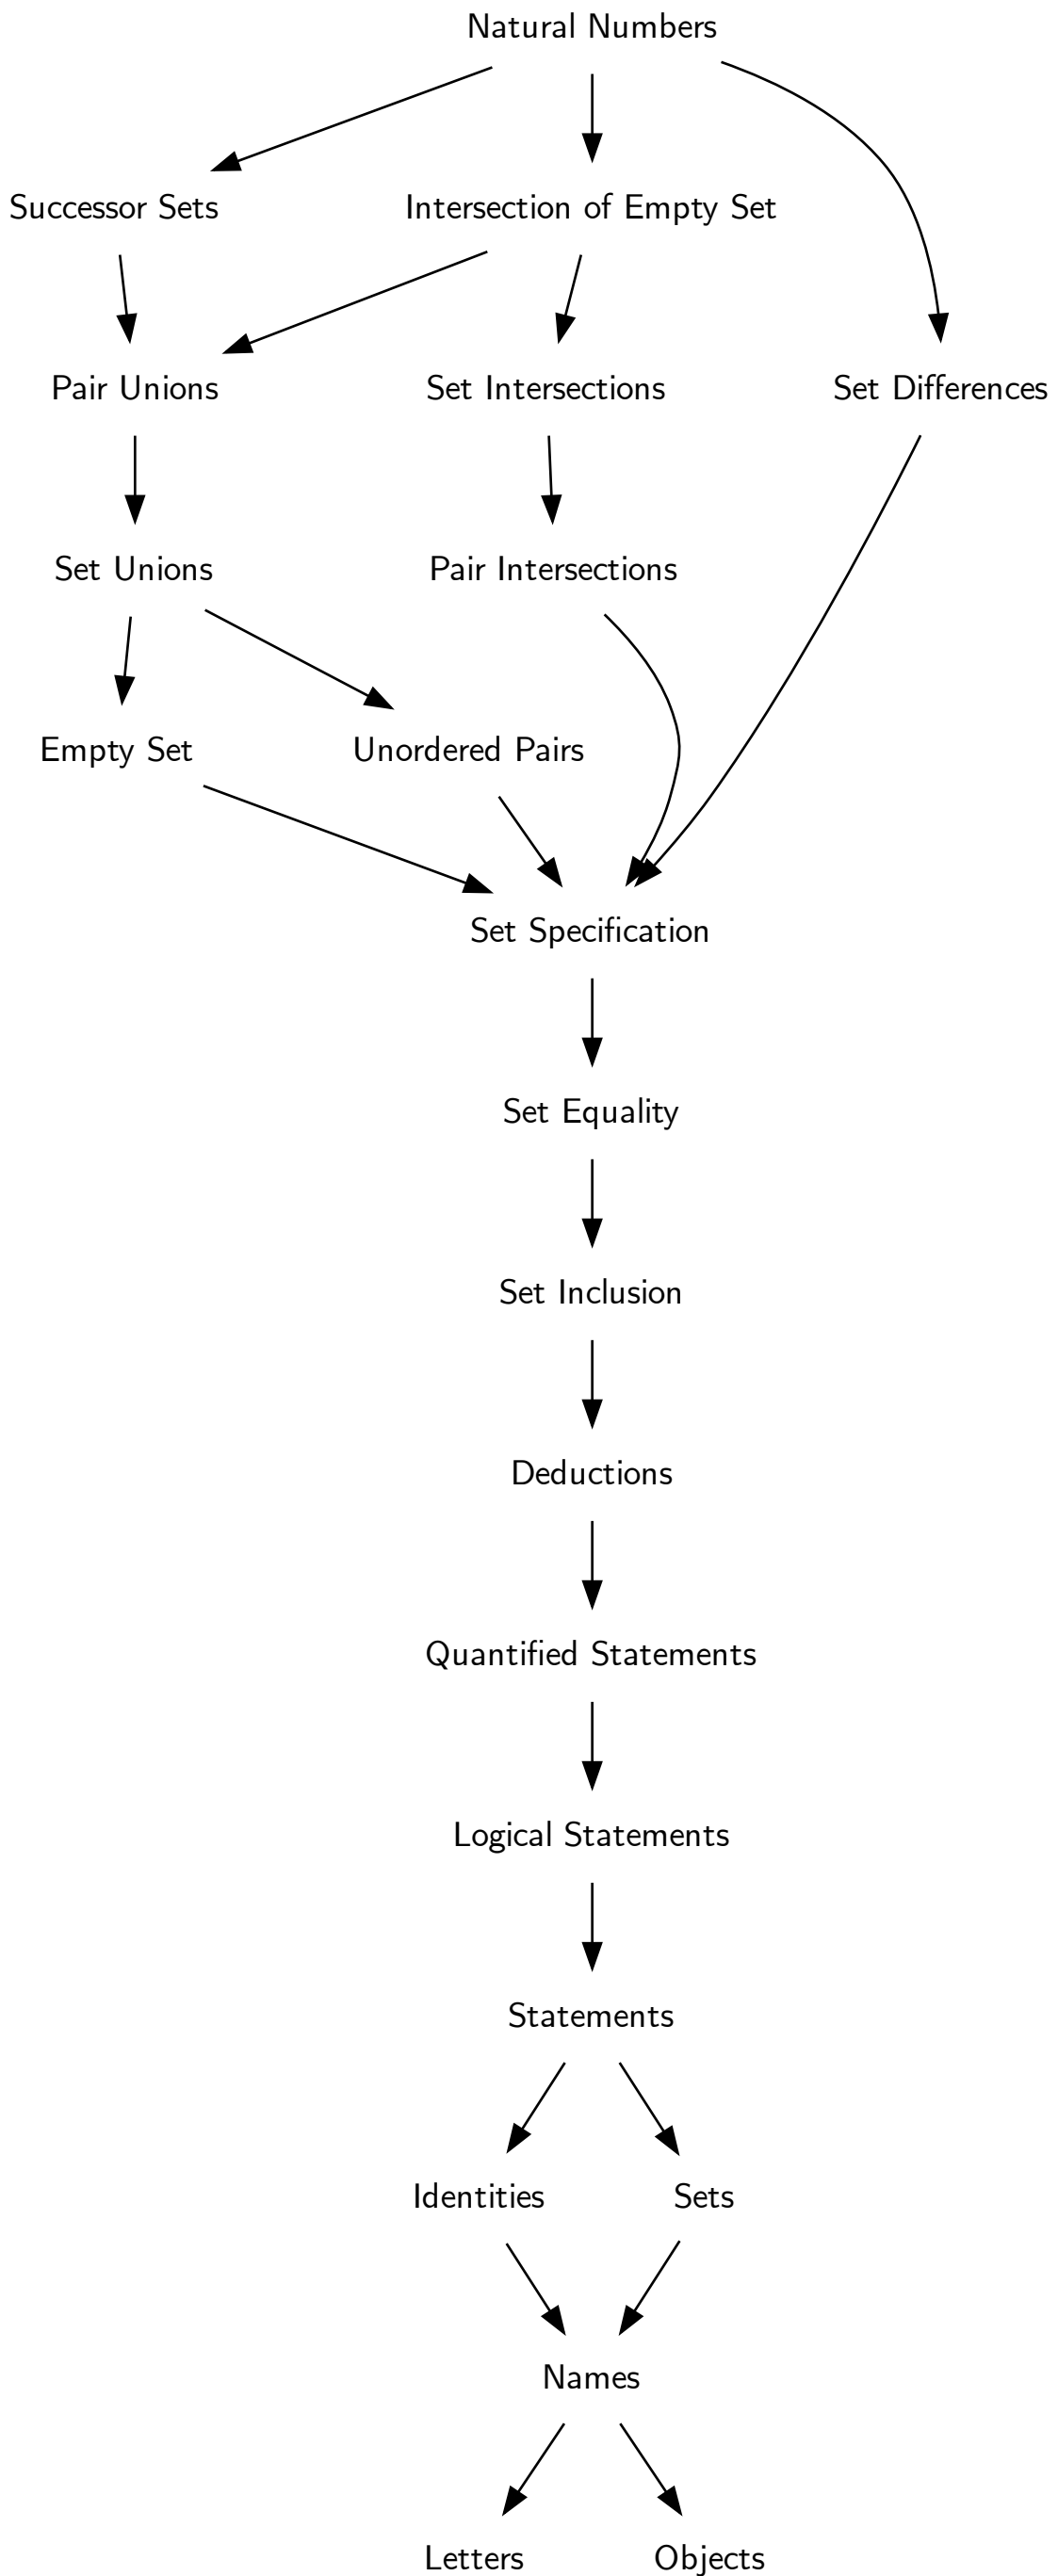 Natural Numbers
Successor Sets
Intersection of Empty Set
Pair Unions
Set Intersections
Set Differences
Set Unions
Pair Intersections
Empty Set
Unordered Pairs
Set Specification
Set Equality
Set Inclusion
Deductions
Quantified Statements
Logical Statements
Statements
Identities
Sets
Names
Letters
Objects